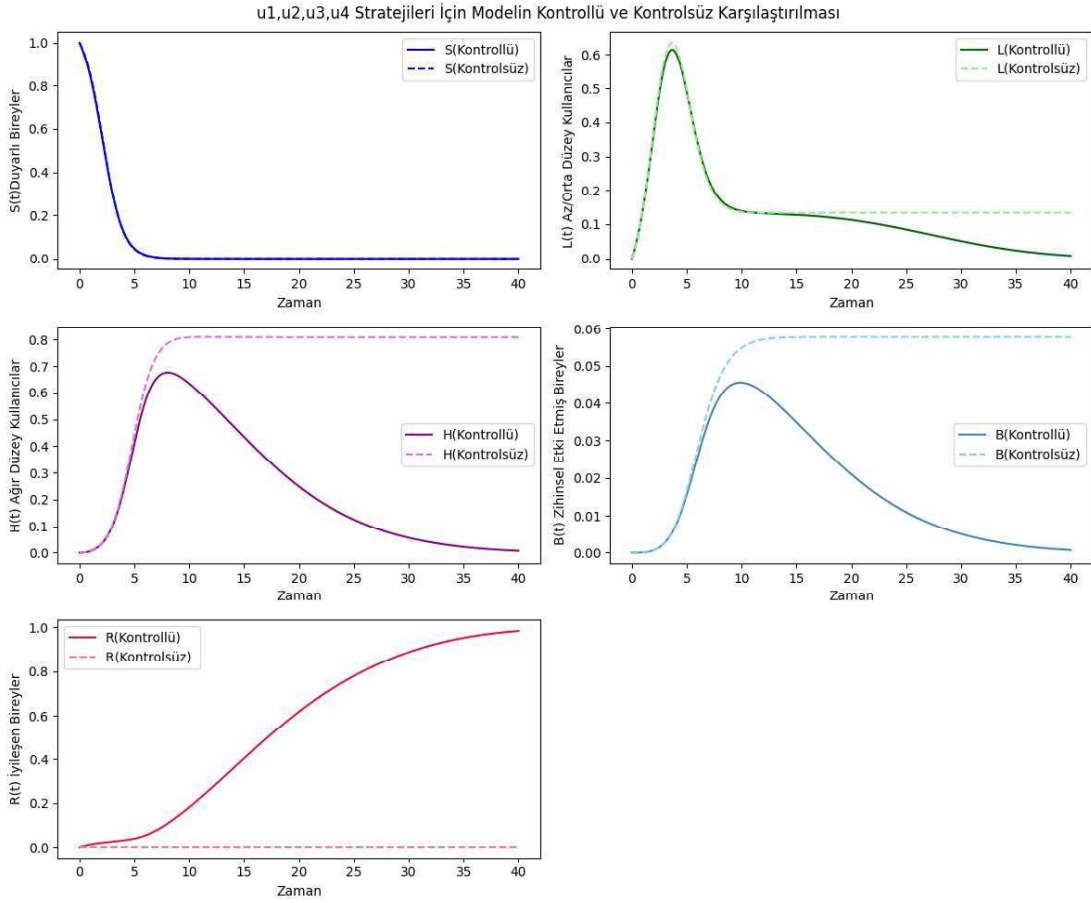 u1,u2,u3,u4 Stratejileri İçin Modelin Kontrollü ve Kontrolsüz Karşılaştırılması
S(t)Duyarlı Bireyler
1.0
0.8
0.6
0.4
0.2
0.0
S(Kontrollü)
S(Kontrolsüz)
0 5 10 15 20 25 30 35 40
Zaman
L(t) Az/Orta Düzey Kullanıcılar
0.6
0.5
0.4
0.3
0.2
0.1
0.0
L(Kontrollü)
L(Kontrolsüz)
0 5 10 15 20 25 30 35 40
Zaman
H(t) Ağır Düzey Kullanıcılar
0.8
0.7
0.6
0.5
0.4
0.3
0.2
0.1
0.0
H(Kontrollü)
H(Kontrolsüz)
0 5 10 15 20 25 30 35 40
Zaman
B(t) Zihinsel Etki Etmiş Bireyler
0.06
0.05
0.04
0.03
0.02
0.01
0.00
B(Kontrollü)
B(Kontrolsüz)
0 5 10 15 20 25 30 35 40
Zaman
R(t) İyileşen Bireyler
1.0
0.8
0.6
0.4
0.2
0.0
R(Kontrollü)
R(Kontrolsüz)
0 5 10 15 20 25 30 35 40
Zaman